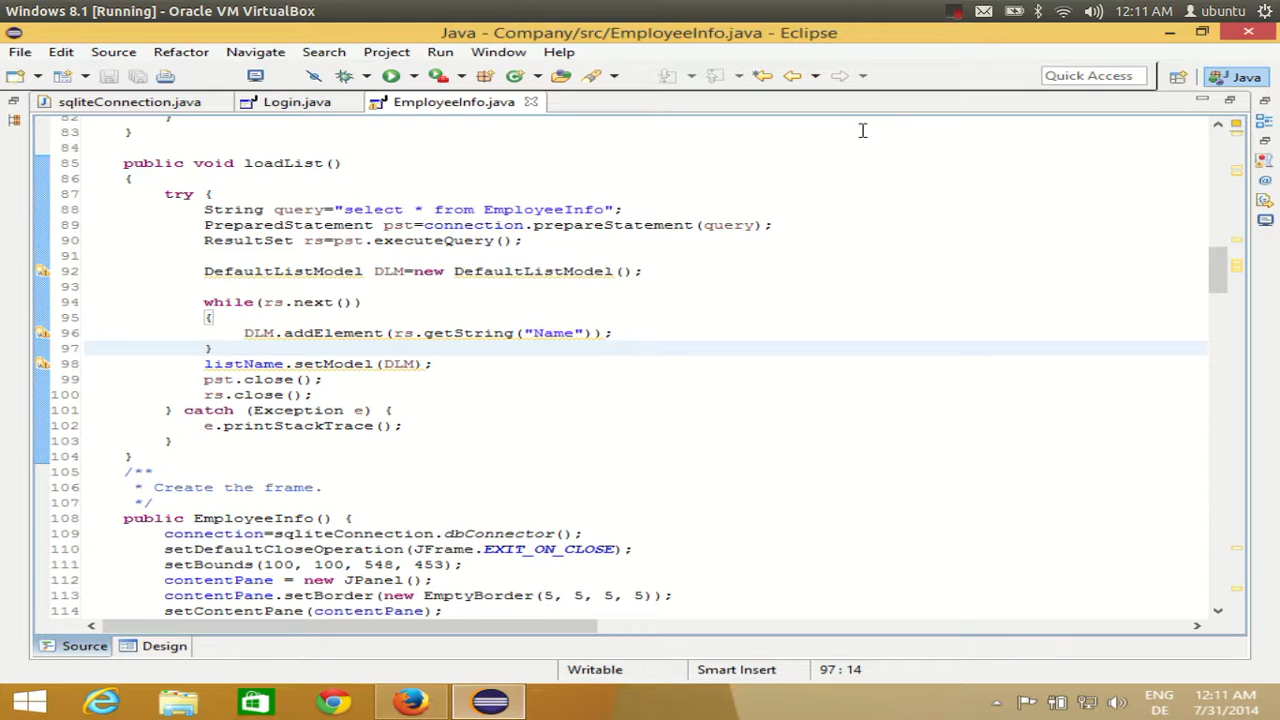 Windows 8.1 [Running] - Oracle VM VirtualBox
12:11 AM
ubuntu
Java - Company/src/EmployeeInfo.java - Eclipse
File Edit Source Refactor Navigate Search Project Run Window Help
Quick Access
Java
sqliteConnection.java
Login.java
EmployeeInfo.java
82 }
83 }
84
85 public void loadList()
86 {
87 try {
88 String query="select * from EmployeeInfo";
89 PreparedStatement pst=connection.prepareStatement(query);
90 ResultSet rs=pst.executeQuery();
91
92 DefaultListModel DLM=new DefaultListModel();
93
94 while(rs.next())
95 {
96 DLM.addElement(rs.getString("Name"));
97 }
98 listName.setModel(DLM);
99 pst.close();
100 rs.close();
101 } catch (Exception e) {
102 e.printStackTrace();
103 }
104 }
105 /**
106 * Create the frame.
107 */
108 public EmployeeInfo() {
109 connection=sqliteConnection.dbConnector();
110 setDefaultCloseOperation(JFrame.EXIT_ON_CLOSE);
111 setBounds(100, 100, 548, 453);
112 contentPane = new JPanel();
113 contentPane.setBorder(new EmptyBorder(5, 5, 5, 5));
114 setContentPane(contentPane);
Source
Design
Writable
Smart Insert
97 : 14
ENG
DE
12:11 AM
7/31/2014